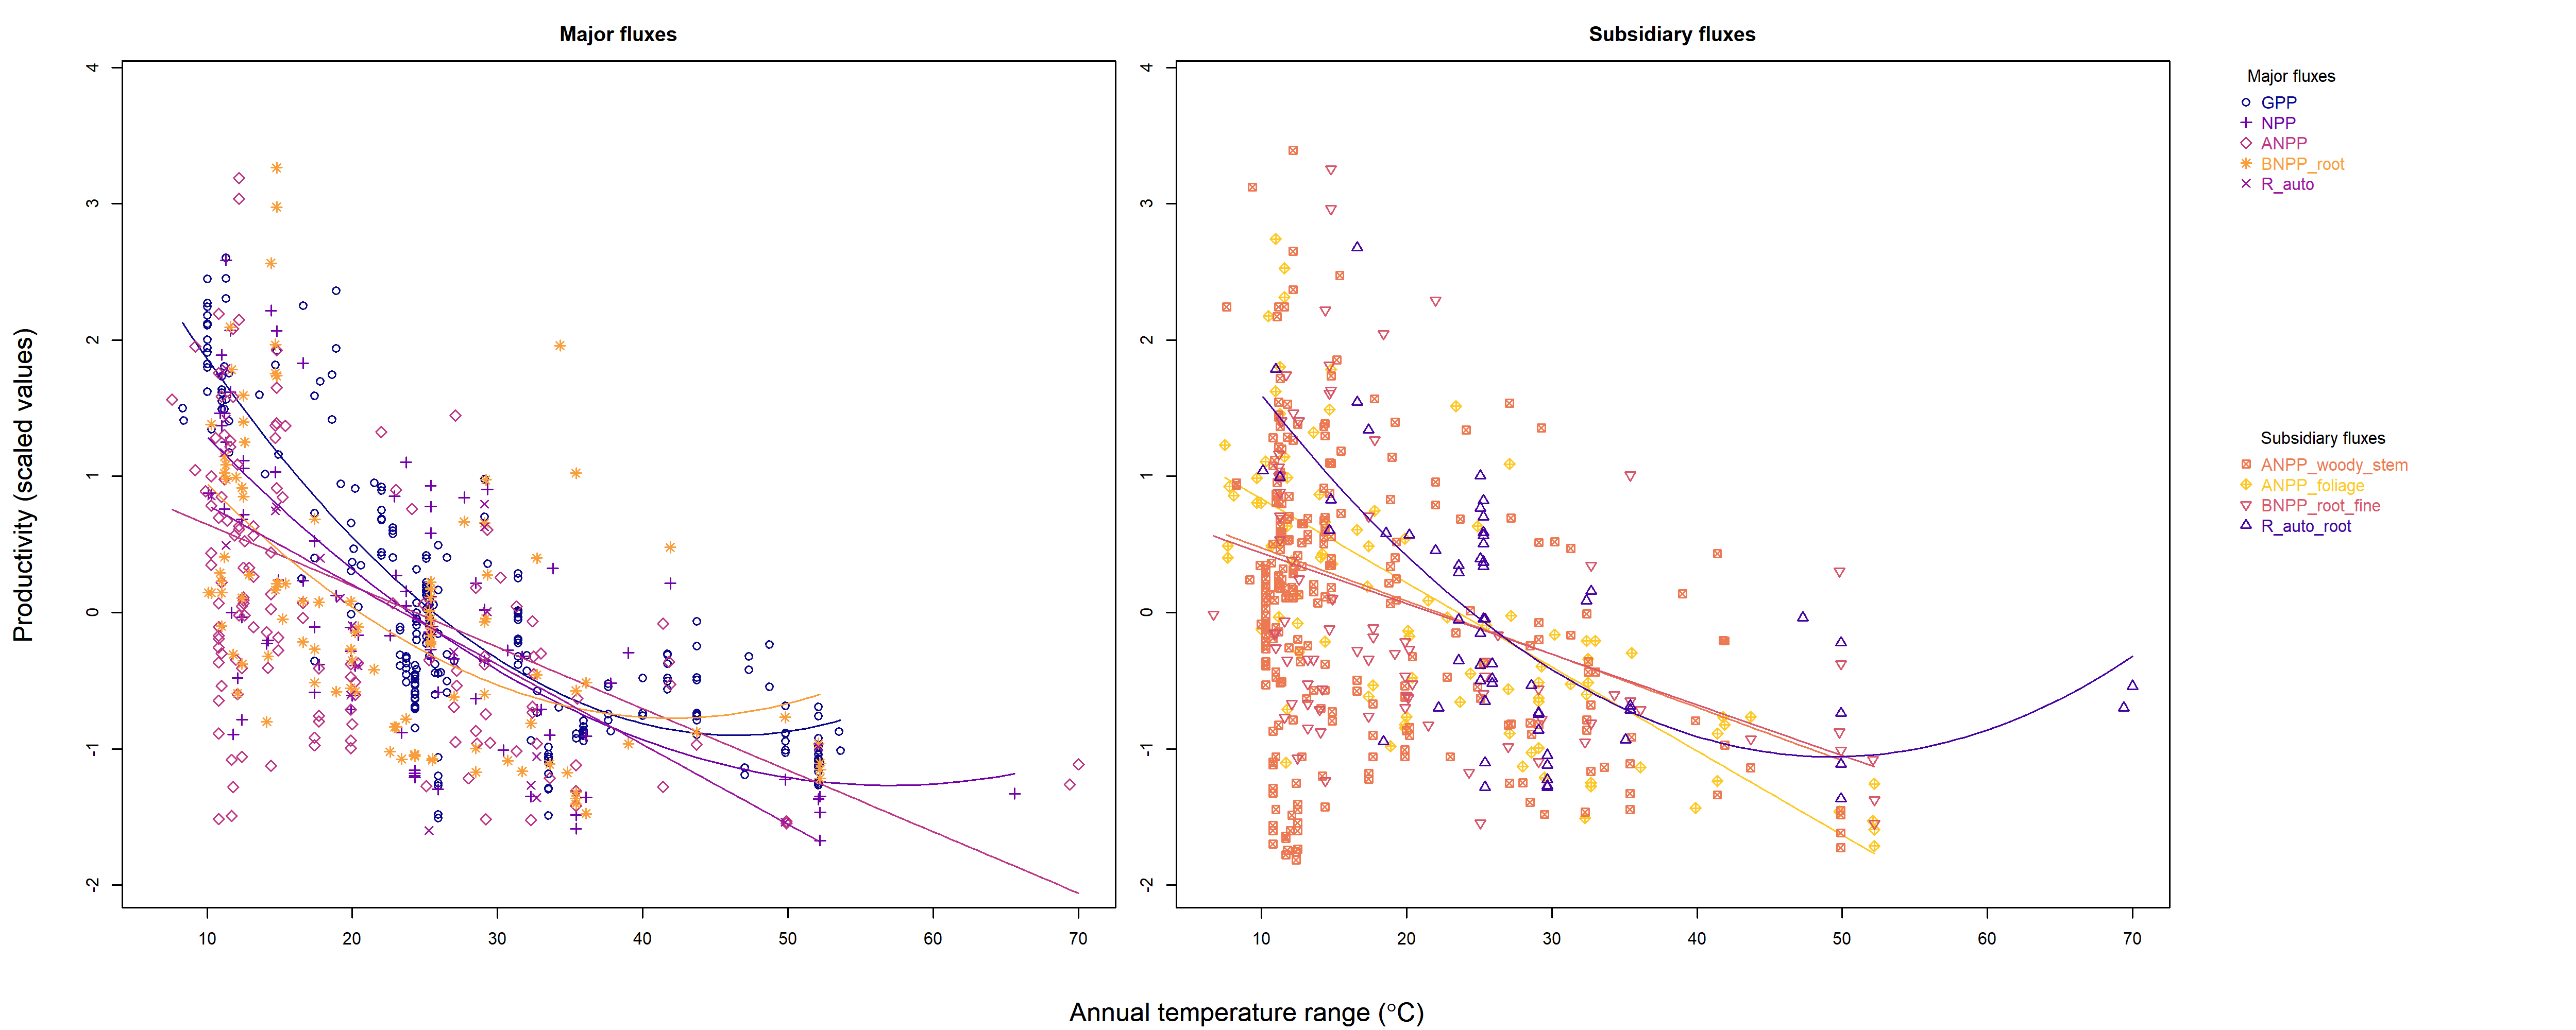 Major fluxes
Subsidiary fluxes
Productivity (scaled values)
4
3
2
1
0
-1
-2
10 20 30 40 50 60 70
4
3
2
1
0
-1
-2
10 20 30 40 50 60 70
Annual temperature range (°C)
Major fluxes
GPP
NPP
ANPP
BNPP_root
R_auto
Subsidiary fluxes
ANPP_woody_stem
ANPP_foliage
BNPP_root_fine
R_auto_root